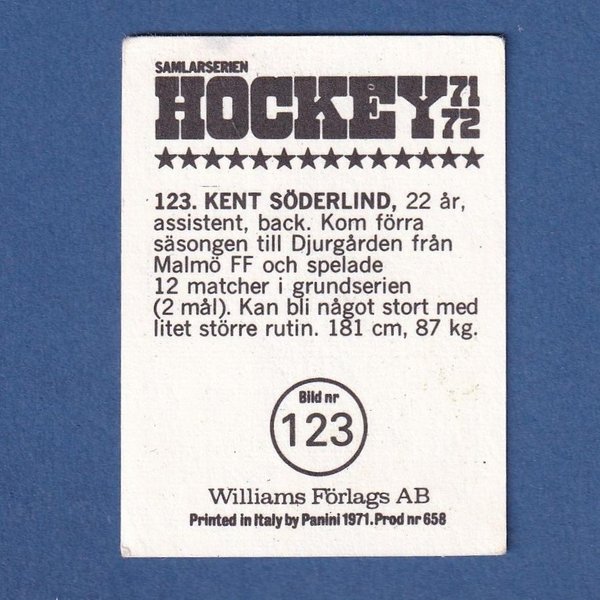 SAMLARSERIEN
HOCKEY 71 72
123. KENT SÖDERLIND, 22 år,
assistent, back. Kom förra
säsongen till Djurgården från
Malmö FF och spelade
12 matcher i grundserien
(2 mål). Kan bli något stort med
litet större rutin. 181 cm, 87 kg.
Bild nr
123
Williams Förlags AB
Printed in Italy by Panini 1971. Prod nr 658